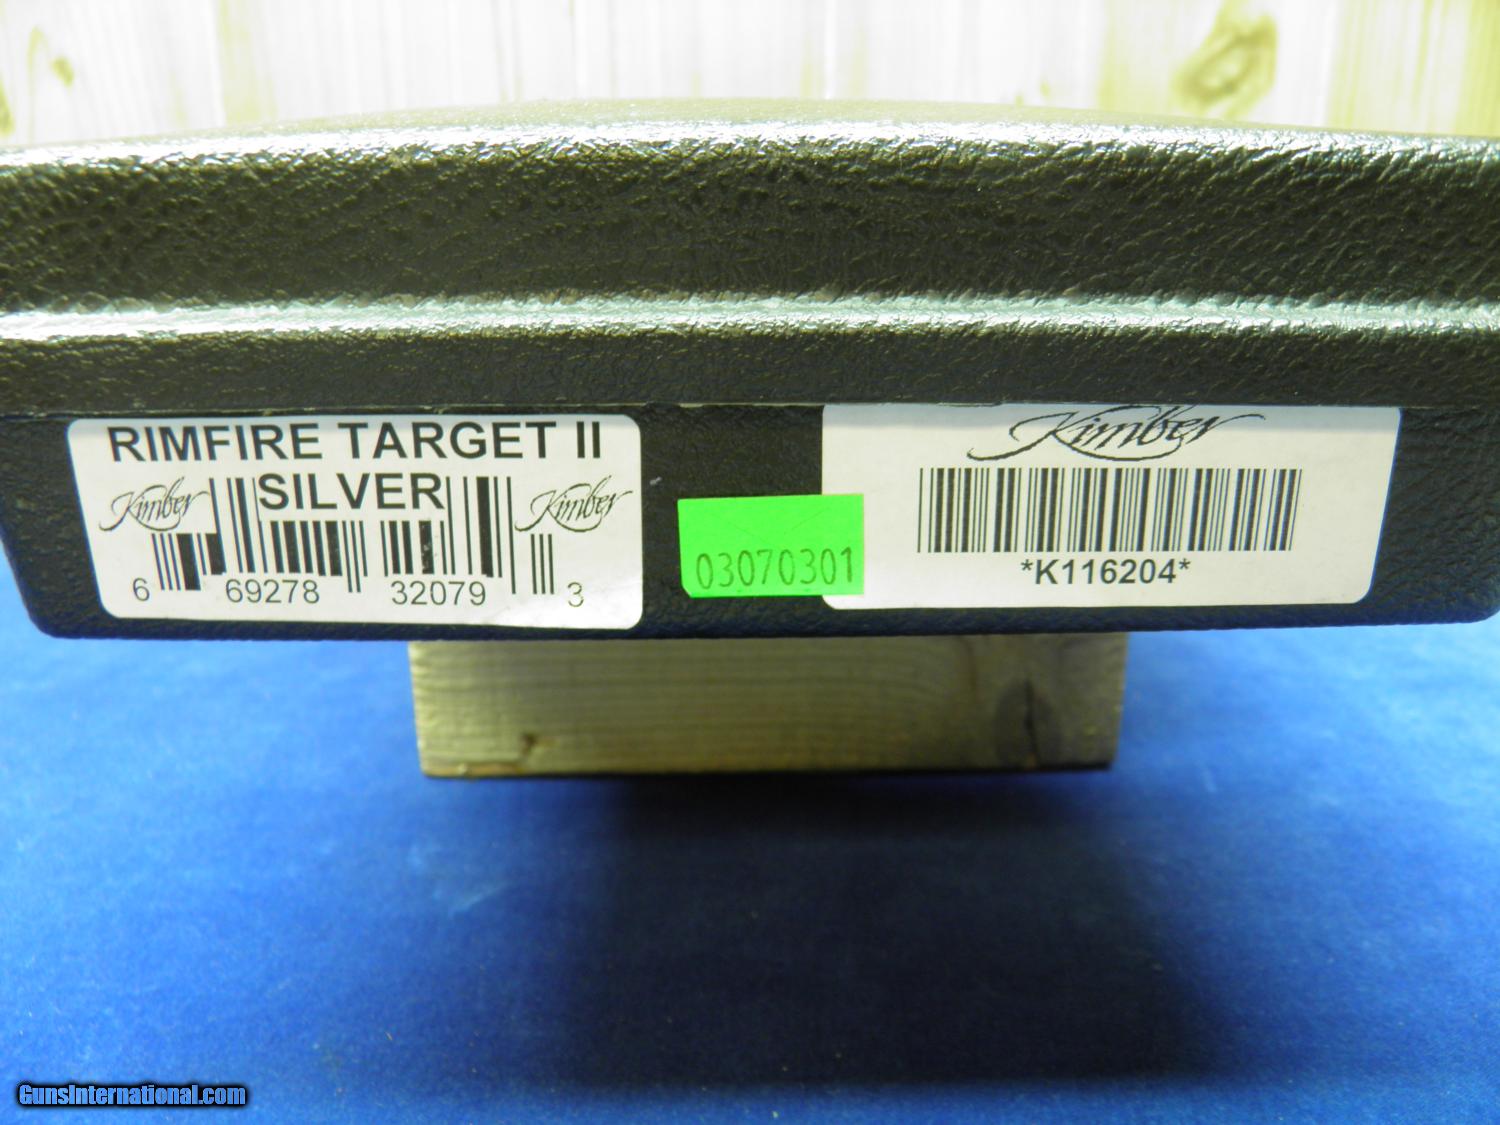 RIMFIRE TARGET II
SILVER
Kimber
Kimber
6 69278 32079 3
03070301
Kimber
*K116204*
GunsInternational.com